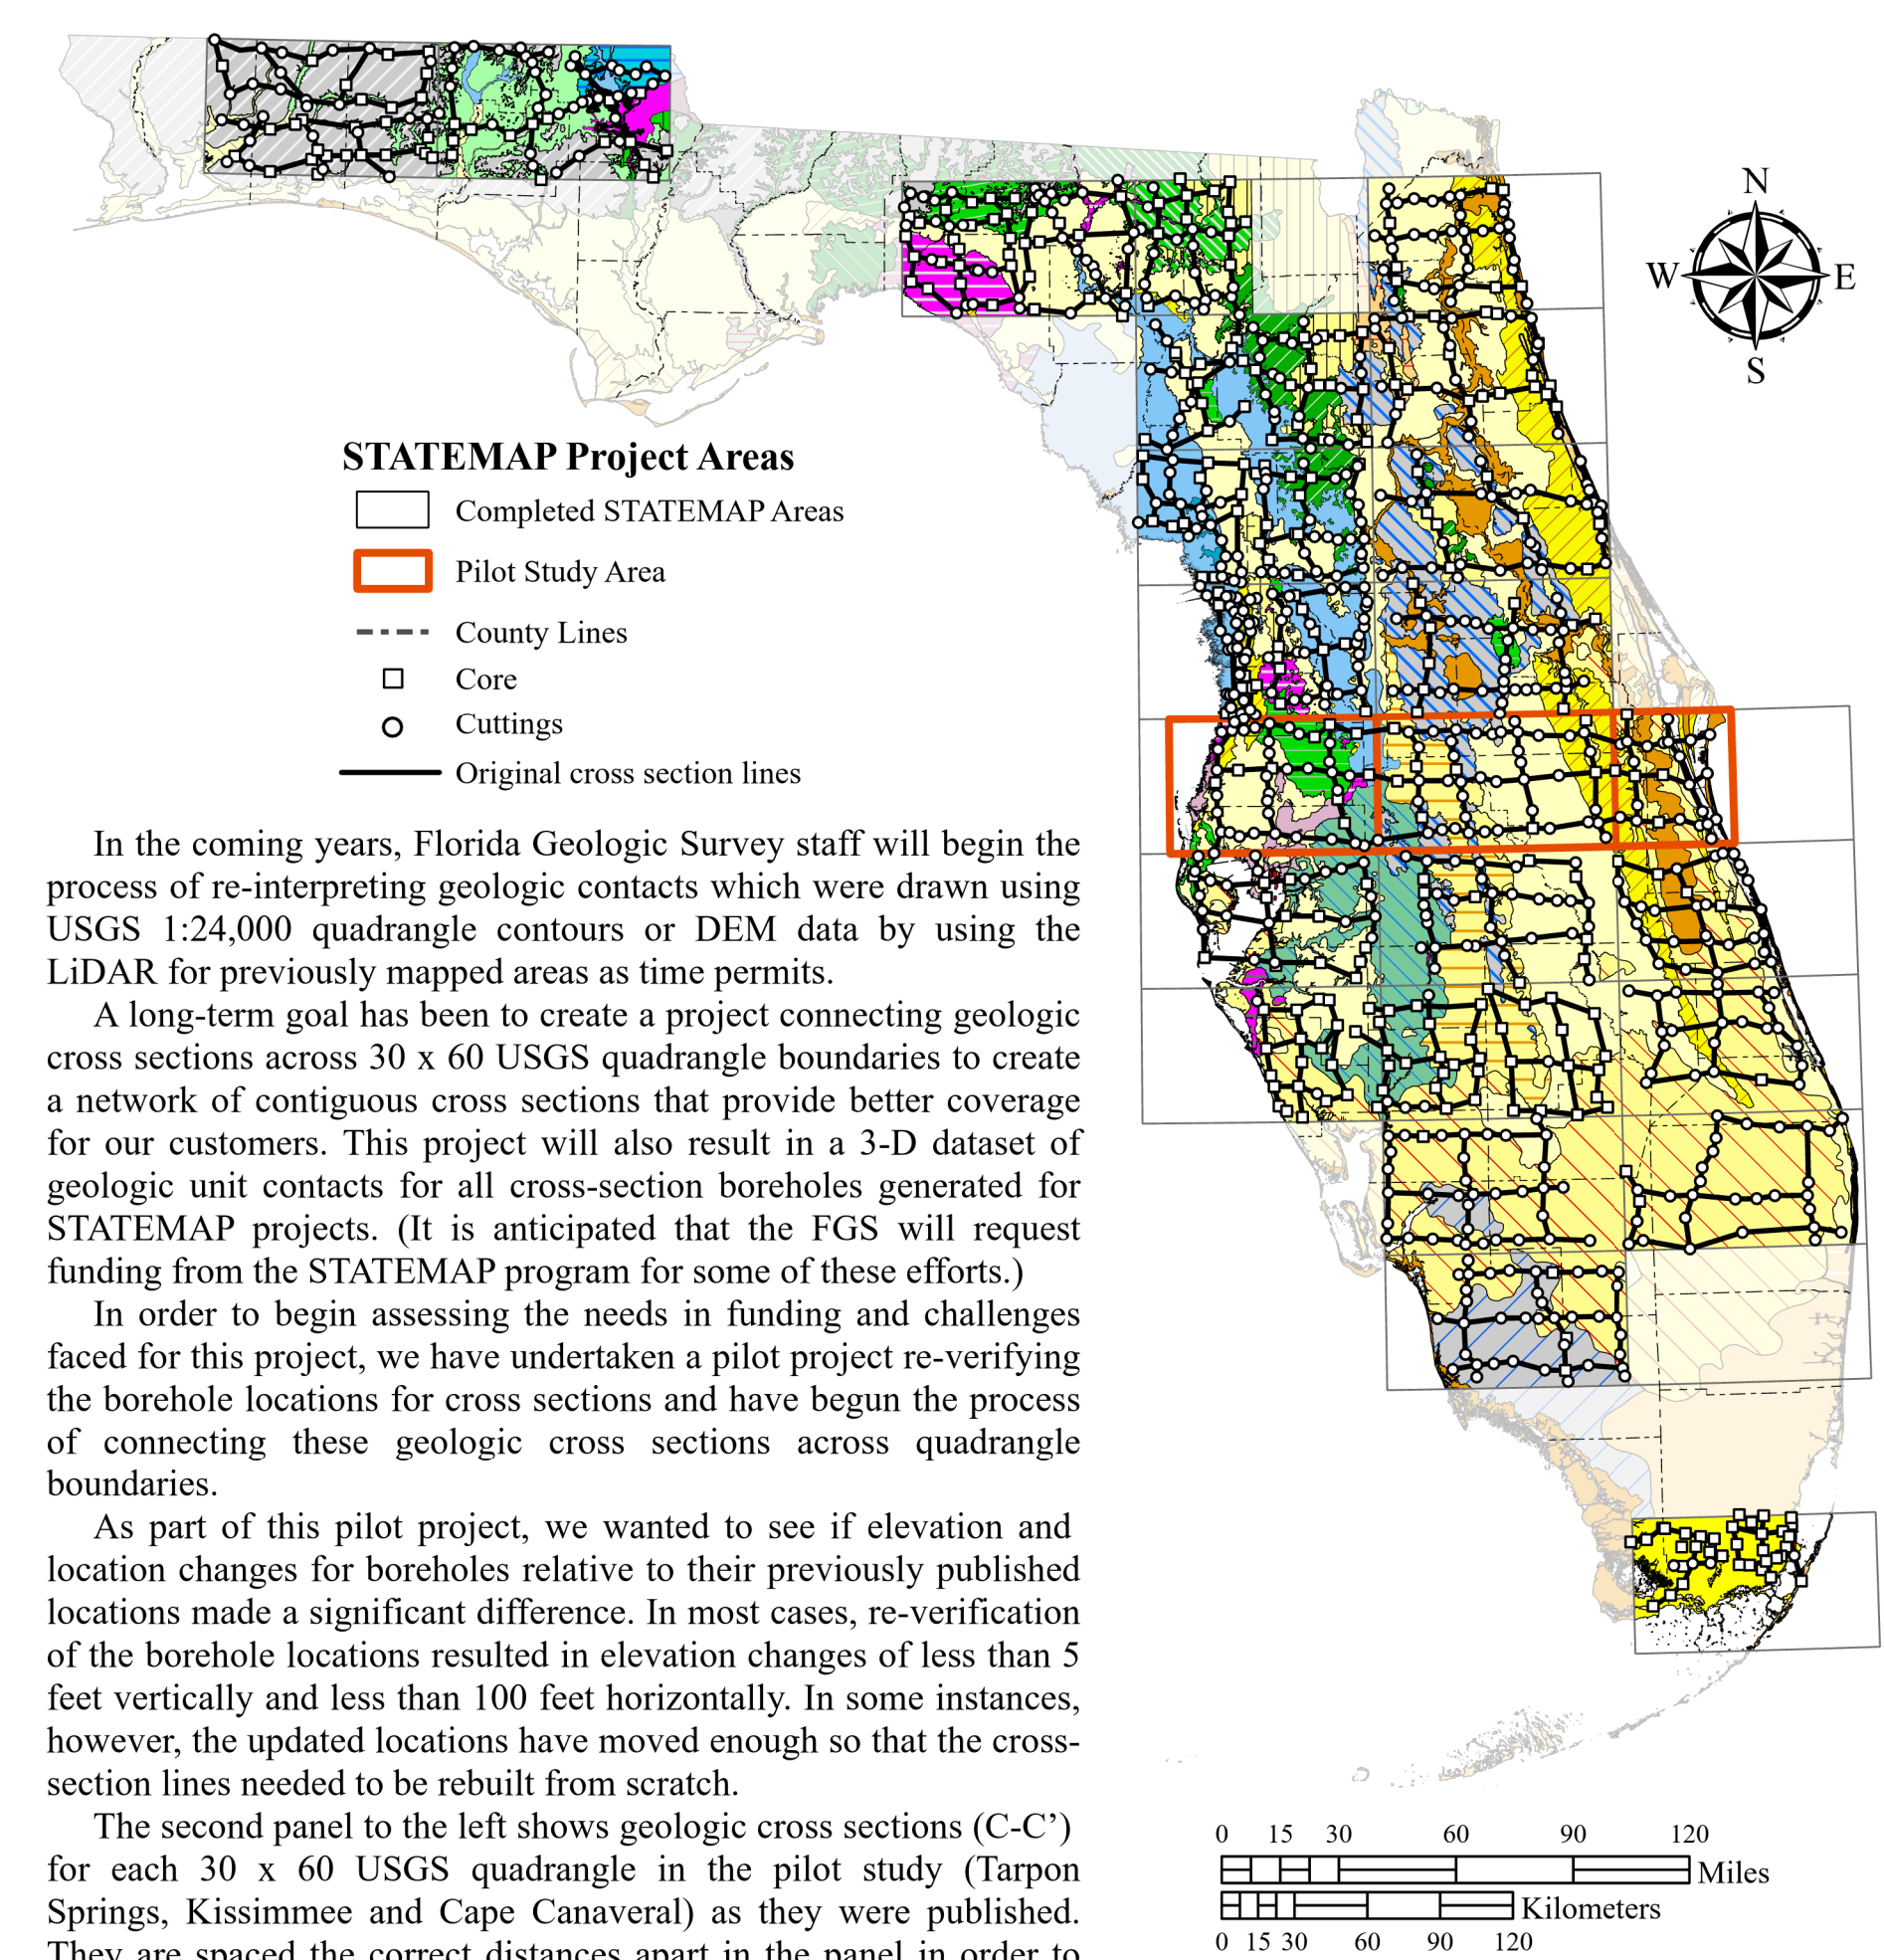 N
W
E
S
STATEMAP Project Areas
Completed STATEMAP Areas
Pilot Study Area
County Lines
Core
Cuttings
Original cross section lines
In the coming years, Florida Geologic Survey staff will begin the
process of re-interpreting geologic contacts which were drawn using
USGS 1:24,000 quadrangle contours or DEM data by using the
LiDAR for previously mapped areas as time permits.
A long-term goal has been to create a project connecting geologic
cross sections across 30 x 60 USGS quadrangle boundaries to create
a network of contiguous cross sections that provide better coverage
for our customers. This project will also result in a 3-D dataset of
geologic unit contacts for all cross-section boreholes generated for
STATEMAP projects. (It is anticipated that the FGS will request
funding from the STATEMAP program for some of these efforts.)
In order to begin assessing the needs in funding and challenges
faced for this project, we have undertaken a pilot project re-verifying
the borehole locations for cross sections and have begun the process
of connecting these geologic cross sections across quadrangle
boundaries.
As part of this pilot project, we wanted to see if elevation and
location changes for boreholes relative to their previously published
locations made a significant difference. In most cases, re-verification
of the borehole locations resulted in elevation changes of less than 5
feet vertically and less than 100 feet horizontally. In some instances,
however, the updated locations have moved enough so that the cross-
section lines needed to be rebuilt from scratch.
The second panel to the left shows geologic cross sections (C-C’)
for each 30 x 60 USGS quadrangle in the pilot study (Tarpon
Springs, Kissimmee and Cape Canaveral) as they were published.
They are spaced the correct distances apart in the panel in order to
0 15 30 60 90 120
Miles
Kilometers
0 15 30 60 90 120